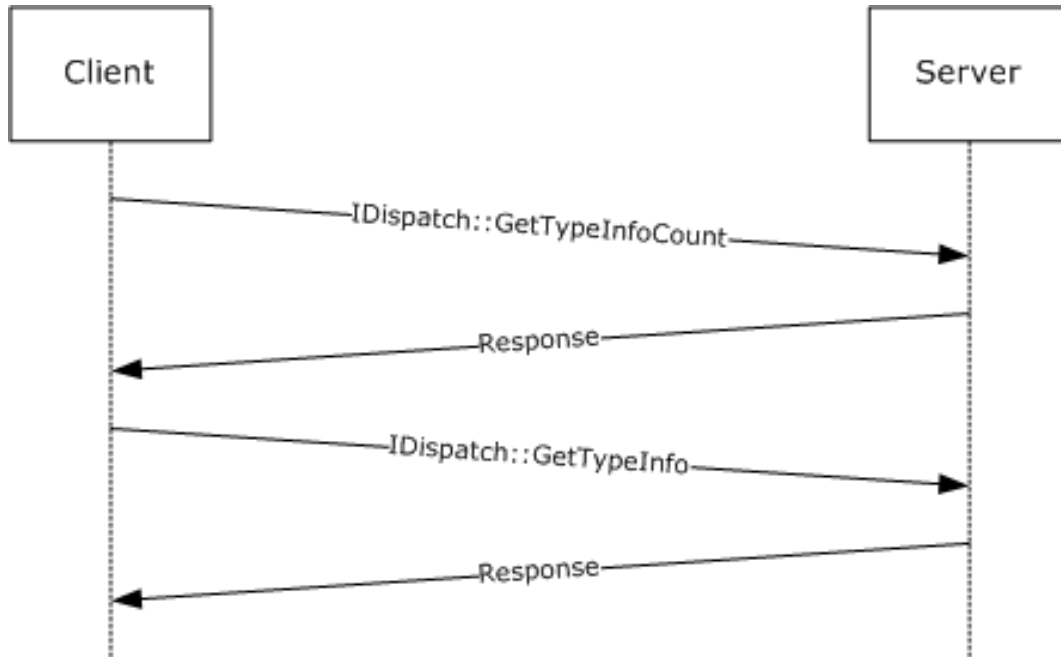 Client
Server
IDispatch::GetTypeInfoCount
Response
IDispatch::GetTypeInfo
Response